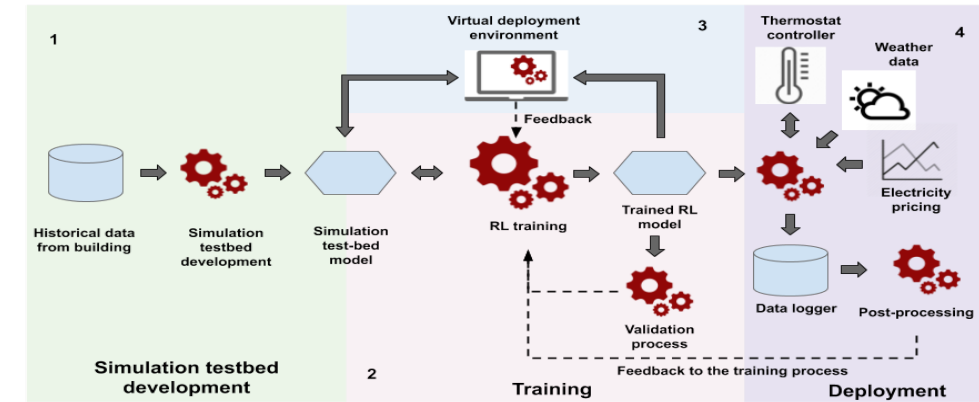 1
Virtual deployment
environment
3
Thermostat
controller
4
Weather
data
Feedback
Historical data
from building
Simulation
testbed
development
Simulation
test-bed
model
RL training
Trained RL
model
Electricity
pricing
Validation
process
Data logger
Post-processing
Simulation testbed
development
2
Feedback to the training process
Training
Deployment